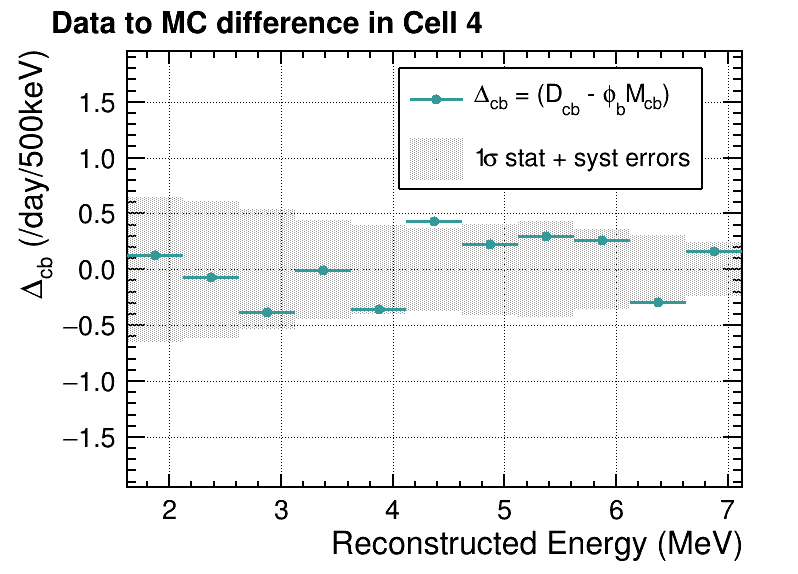 Data to MC difference in Cell 4
Δcb (/day/500keV)
1.5
1.0
0.5
0.0
−0.5
−1.0
−1.5
Δcb = (Dcb - ϕbMcb)
1σ stat + syst errors
2 3 4 5 6 7
Reconstructed Energy (MeV)